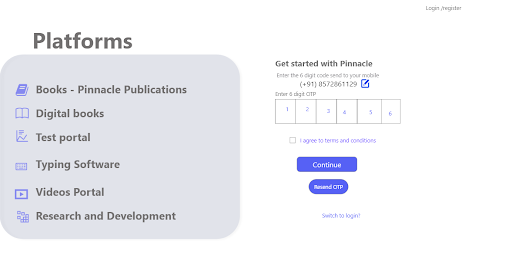 Login /register
Platforms
Books - Pinnacle Publications
Digital books
Test portal
Typing Software
Videos Portal
Research and Development
Get started with Pinnacle
Enter the 6 digit code send to your mobile
(+91) 8572861129
Enter 6 digit OTP
1 2 3 4 5 6
I agree to terms and conditions
Continue
Resend OTP
Switch to login?